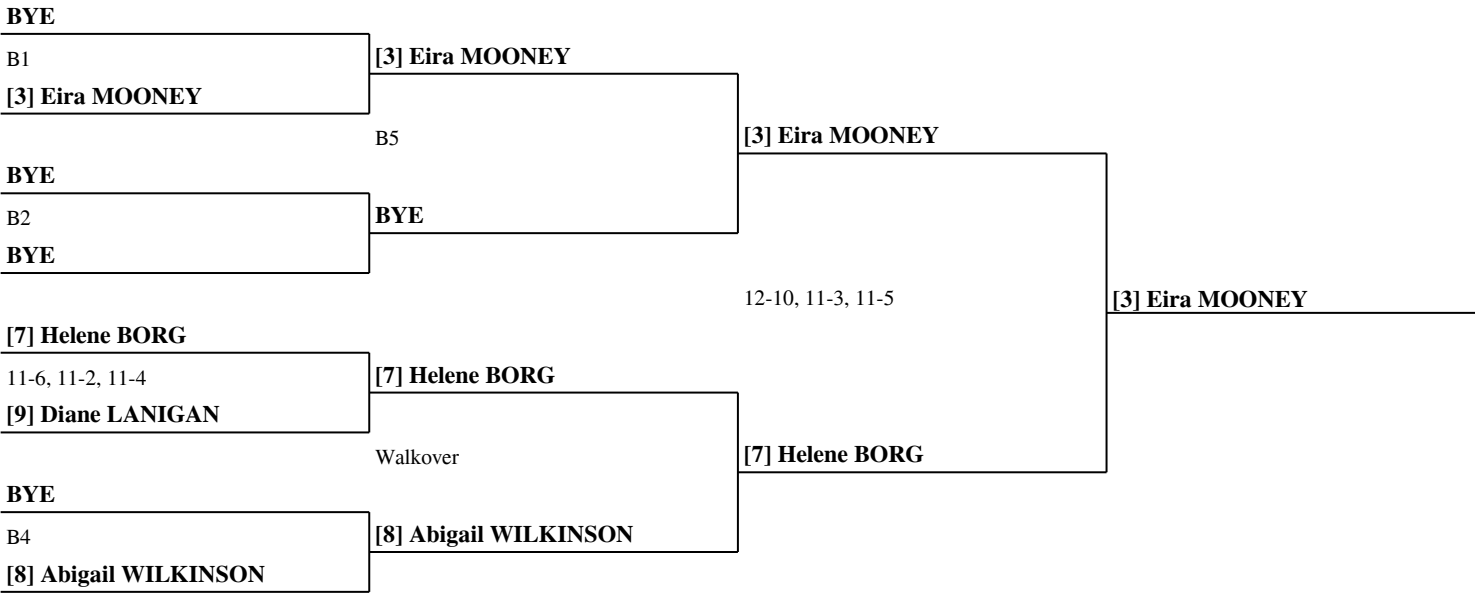 BYE
B1
[3] Eira MOONEY
BYE
B2
BYE
[7] Helene BORG
11-6, 11-2, 11-4
[9] Diane LANIGAN
BYE
B4
[8] Abigail WILKINSON
[3] Eira MOONEY
B5
BYE
[7] Helene BORG
Walkover
[8] Abigail WILKINSON
[3] Eira MOONEY
12-10, 11-3, 11-5
[7] Helene BORG
[3] Eira MOONEY